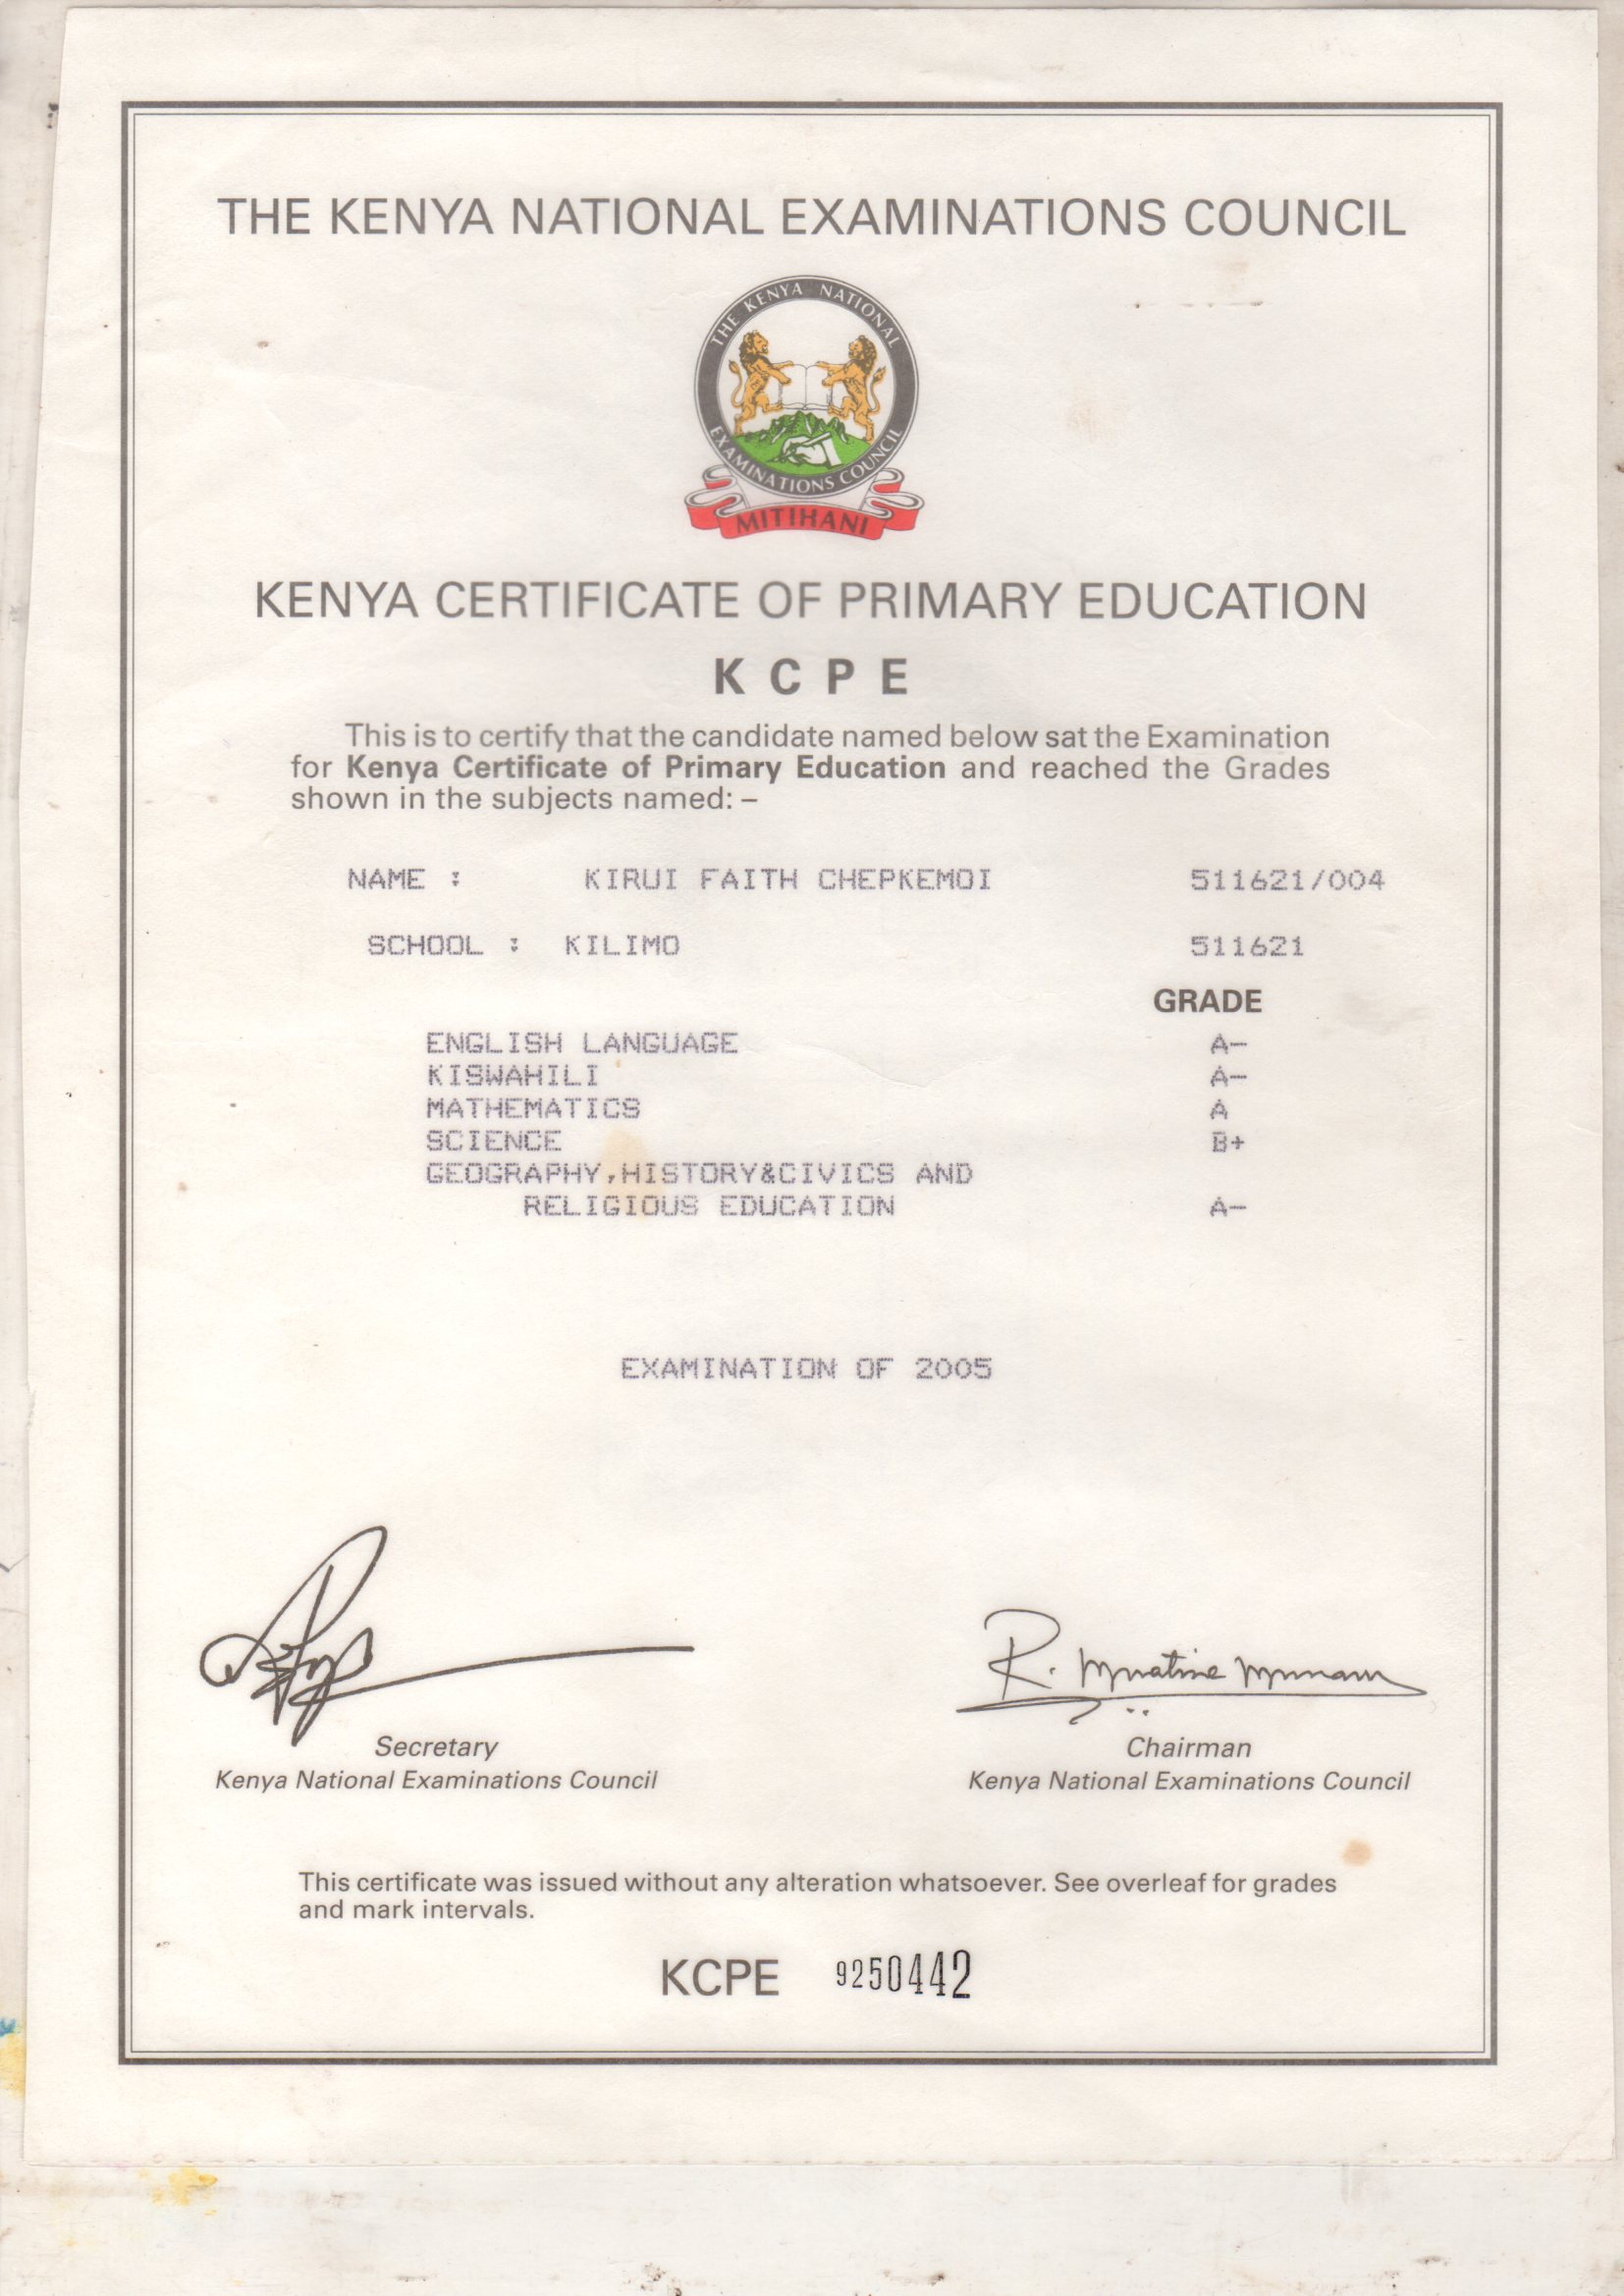 THE KENYA NATIONAL EXAMINATIONS COUNCIL
THE KENYA NATIONAL
EXAMINATIONS COUNCIL
MITIHANI
KENYA CERTIFICATE OF PRIMARY EDUCATION
K C P E
This is to certify that the candidate named below sat the Examination
for Kenya Certificate of Primary Education and reached the Grades
shown in the subjects named: –
NAME : KIRUI FAITH CHEPKEMOI 511621/004
SCHOOL : KILIMO 511621
GRADE
ENGLISH LANGUAGE A-
KISWAHILI A-
MATHEMATICS A
SCIENCE B+
GEOGRAPHY,HISTORY&CIVICS AND
RELIGIOUS EDUCATION A-
EXAMINATION OF 2005
R.
Secretary
Kenya National Examinations Council
Chairman
Kenya National Examinations Council
This certificate was issued without any alteration whatsoever. See overleaf for grades
and mark intervals.
KCPE 9250442